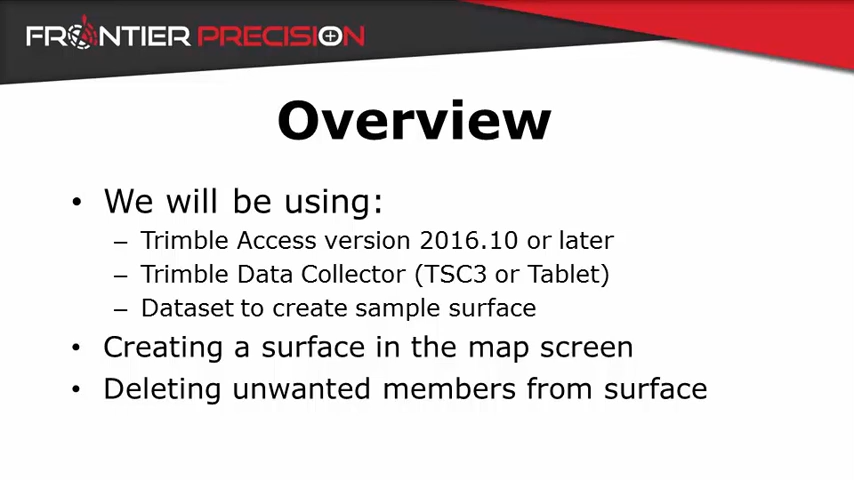 FRONTIER PRECISION
Overview
• We will be using:
– Trimble Access version 2016.10 or later
– Trimble Data Collector (TSC3 or Tablet)
– Dataset to create sample surface
• Creating a surface in the map screen
• Deleting unwanted members from surface